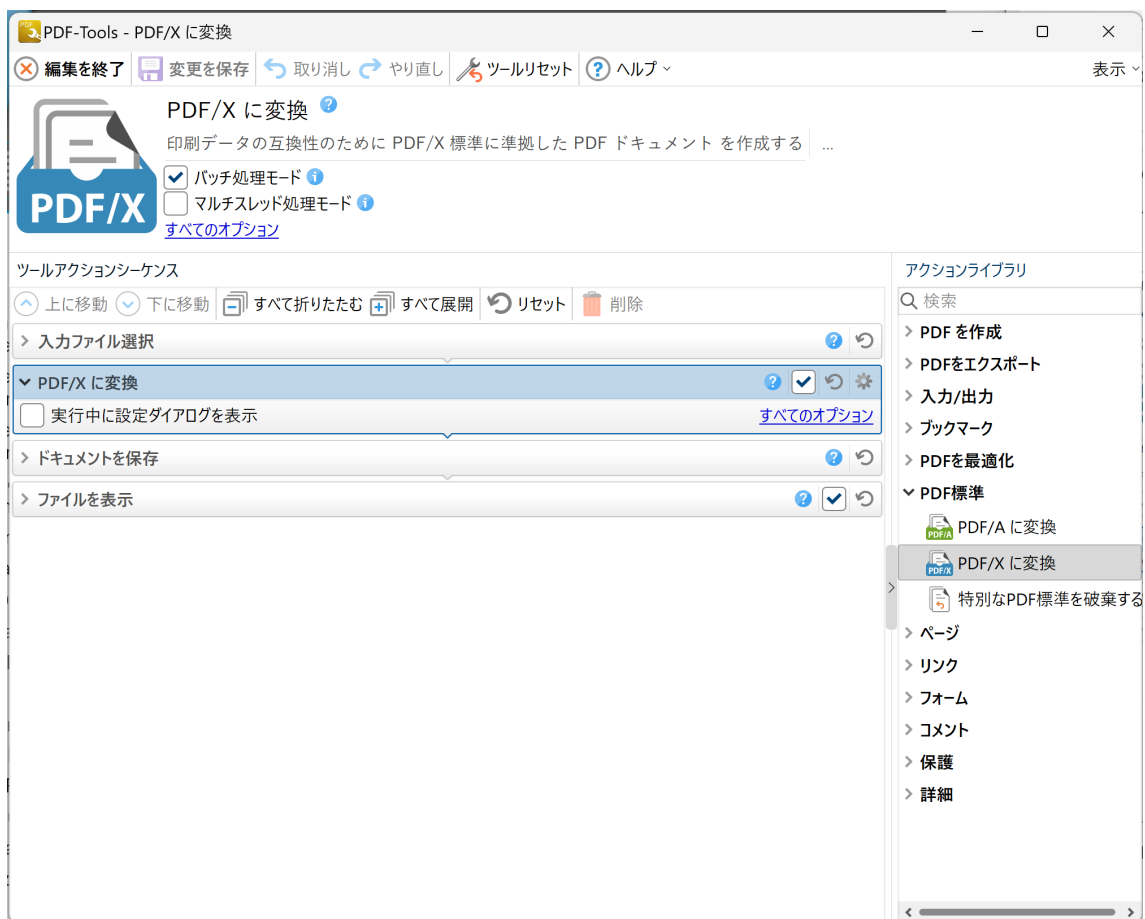 PDF-Tools - PDF/X に変換
編集を終了 変更を保存 取り消し やり直し ツールリセット ヘルプ 表示
PDF/X に変換
印刷データの互換性のために PDF/X 標準に準拠した PDF ドキュメント を作成する ...
PDF/X
バッチ処理モード
マルチスレッド処理モード
すべてのオプション
ツールアクションシーケンス
上に移動 下に移動 すべて折りたたむ すべて展開 リセット 削除
入力ファイル選択
PDF/X に変換
実行中に設定ダイアログを表示 すべてのオプション
ドキュメントを保存
ファイルを表示
アクションライブラリ
検索
PDF を作成
PDFをエクスポート
入力/出力
ブックマーク
PDFを最適化
PDF標準
PDF/A PDF/A に変換
PDF/X PDF/X に変換
特別なPDF標準を破棄する
ページ
リンク
フォーム
コメント
保護
詳細